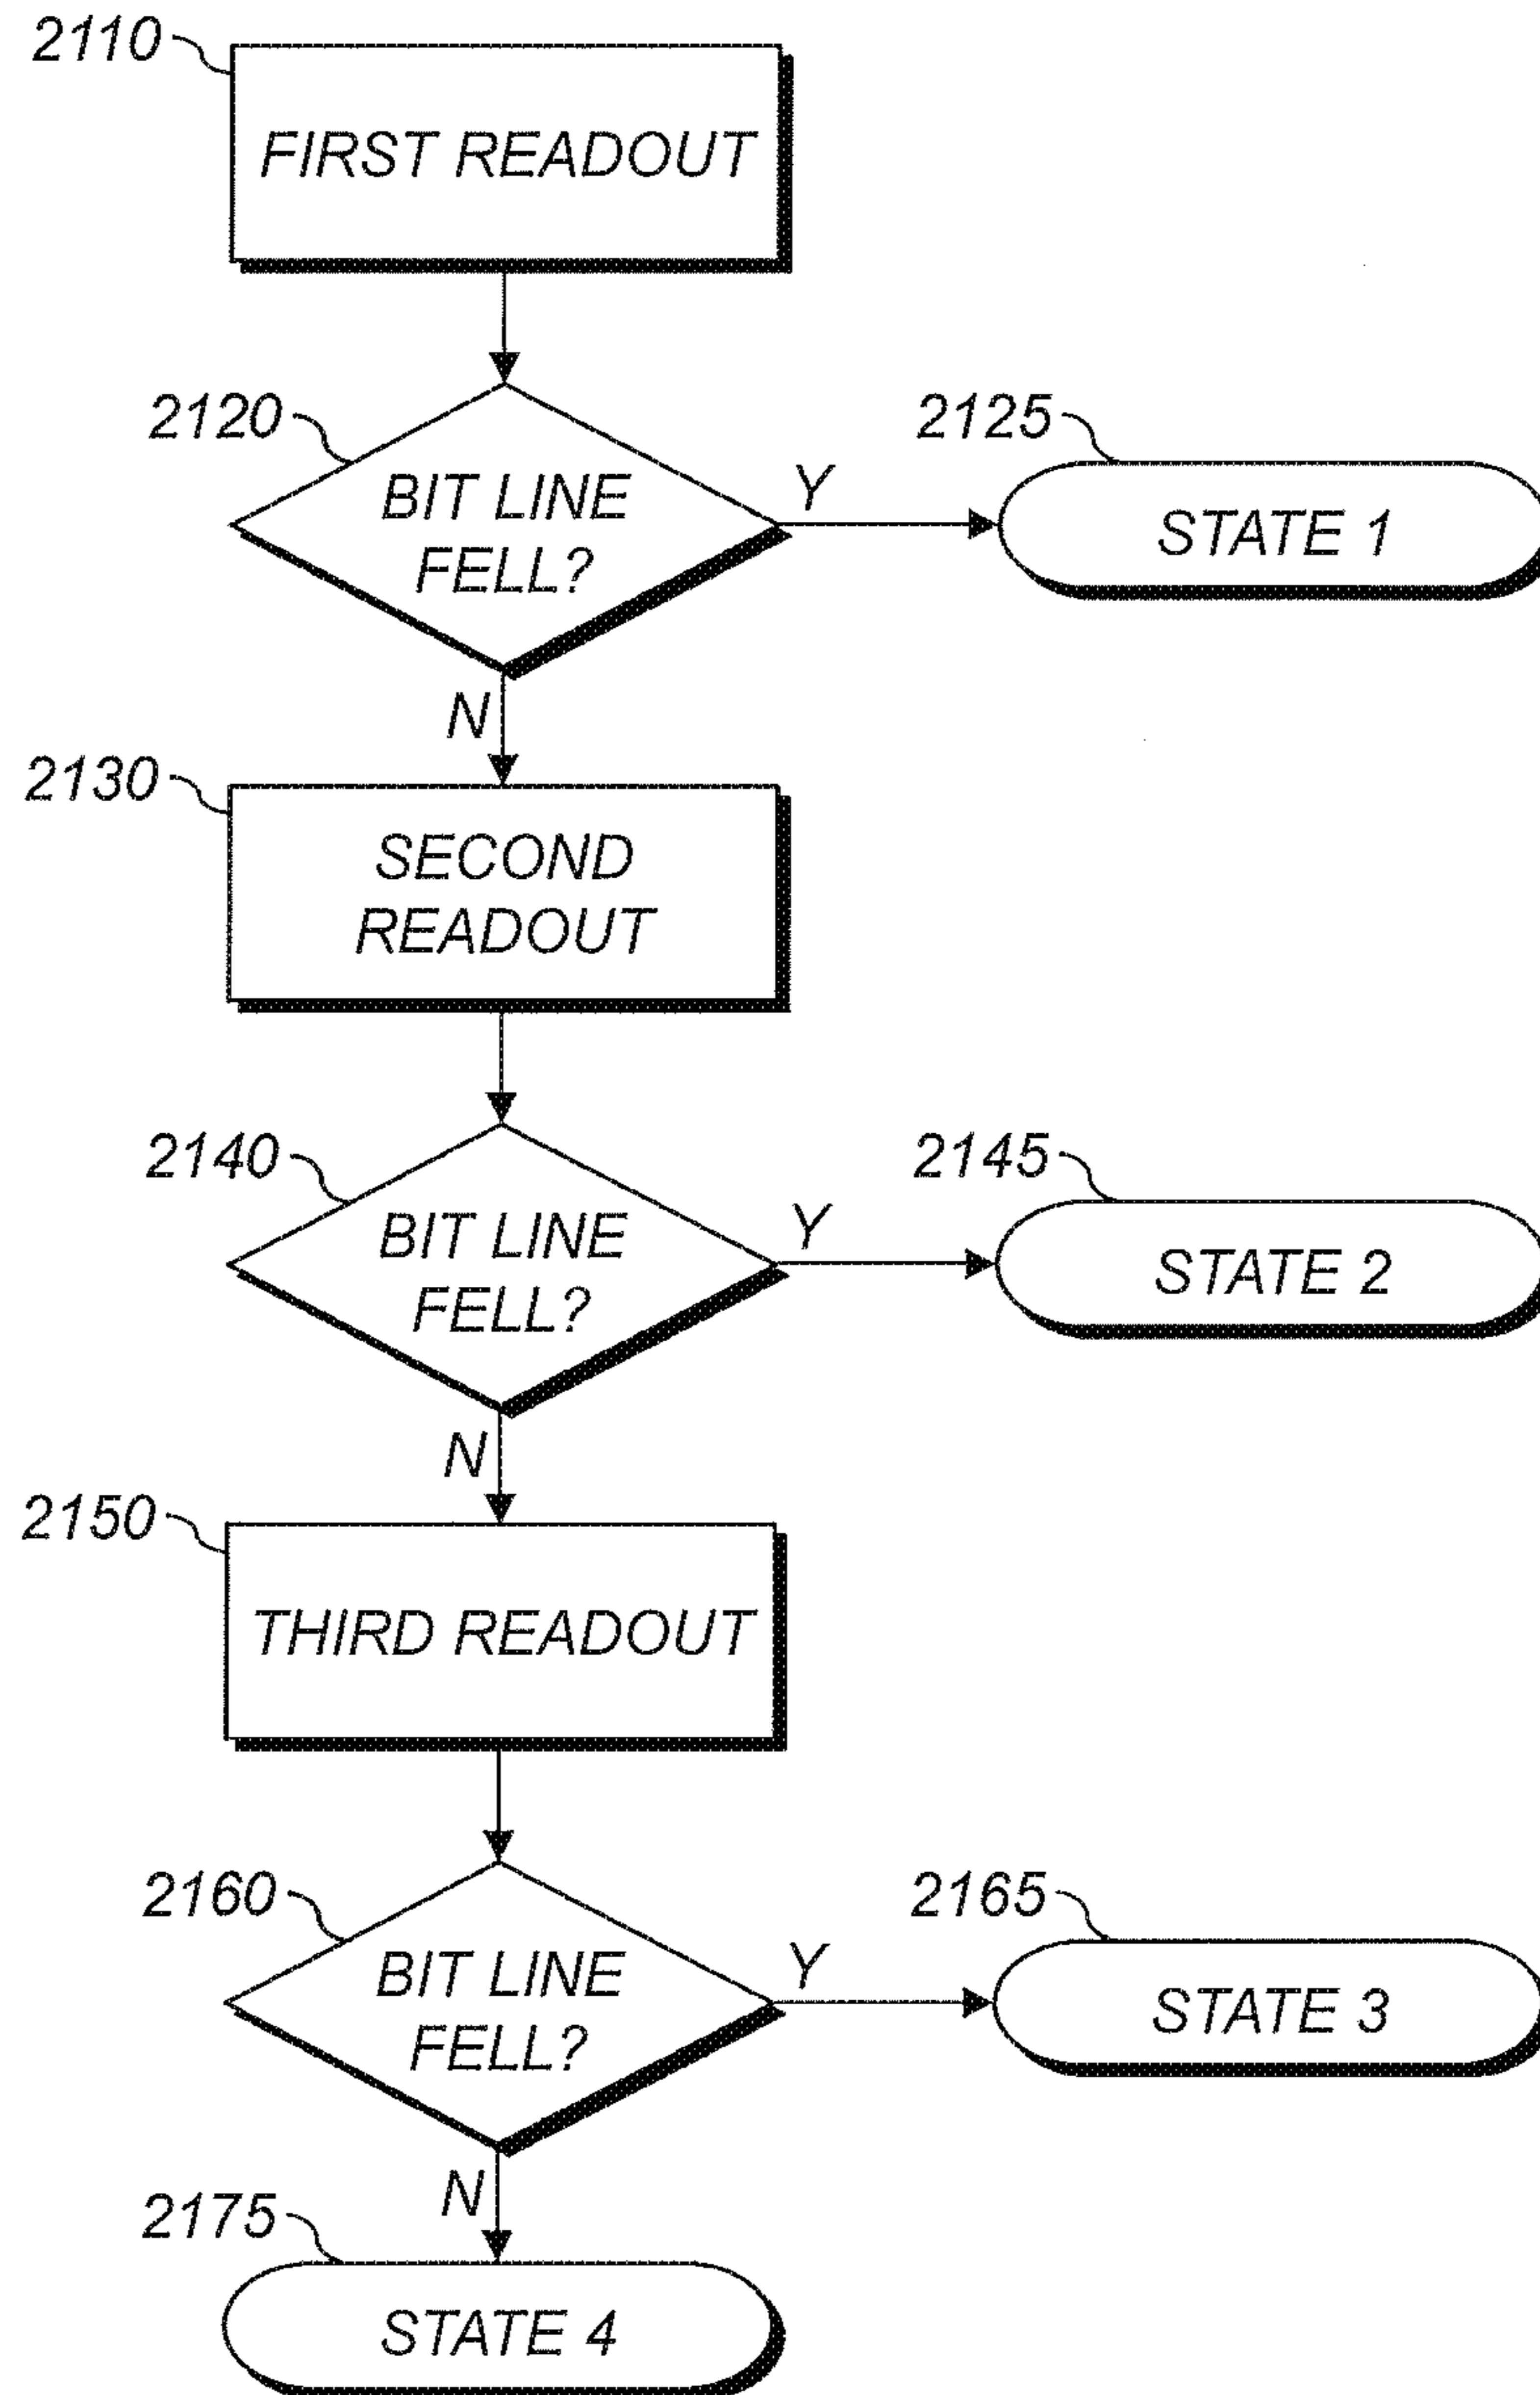 2110
FIRST READOUT
2120
BIT LINE
FELL?
Y
2125
STATE 1
N
2130
SECOND
READOUT
2140
BIT LINE
FELL?
Y
2145
STATE 2
N
2150
THIRD READOUT
2160
BIT LINE
FELL?
Y
2165
STATE 3
N
2175
STATE 4